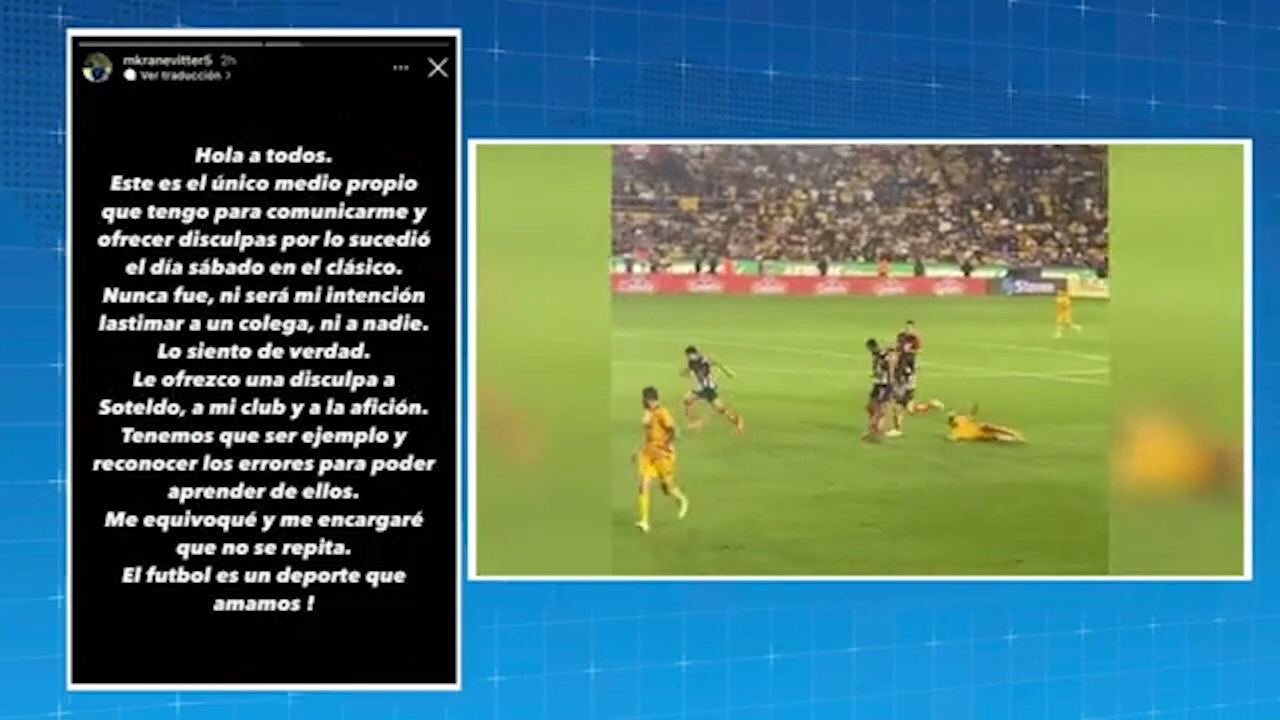 mkranevitter5 2h
Ver traducción >
Hola a todos.
Este es el único medio propio
que tengo para comunicarme y
ofrecer disculpas por lo sucedió
el día sábado en el clásico.
Nunca fue, ni será mi intención
lastimar a un colega, ni a nadie.
Lo siento de verdad.
Le ofrezco una disculpa a
Soteldo, a mi club y a la afición.
Tenemos que ser ejemplo y
reconocer los errores para poder
aprender de ellos.
Me equivoqué y me encargaré
que no se repita.
El futbol es un deporte que
amamos !